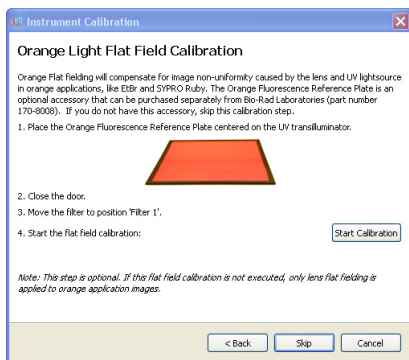 Instrument Calibration
Orange Light Flat Field Calibration
Orange Flat fielding will compensate for image non-uniformity caused by the lens and UV lightsource
in orange applications, like EtBr and SYPRO Ruby. The Orange Fluorescence Reference Plate is an
optional accessory that can be purchased separately from Bio-Rad Laboratories (part number
170-8008). If you do not have this accessory, skip this calibration step.
1. Place the Orange Fluorescence Reference Plate centered on the UV transilluminator.
2. Close the door.
3. Move the filter to position 'Filter 1'.
4. Start the flat field calibration:
Start Calibration
Note: This step is optional. If this flat field calibration is not executed, only lens flat fielding is
applied to orange application images.
< Back
Skip
Cancel